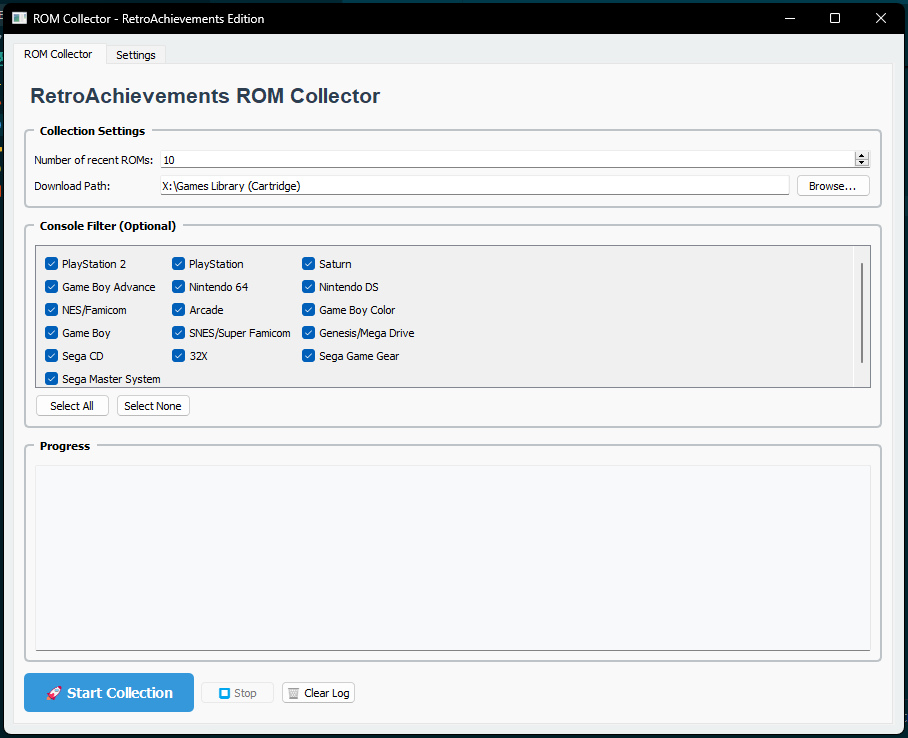 ROM Collector - RetroAchievements Edition
ROM Collector Settings
RetroAchievements ROM Collector
Collection Settings
Number of recent ROMs: 10
Download Path: X:\Games Library (Cartridge) Browse...
Console Filter (Optional)
PlayStation 2 PlayStation Saturn
Game Boy Advance Nintendo 64 Nintendo DS
NES/Famicom Arcade Game Boy Color
Game Boy SNES/Super Famicom Genesis/Mega Drive
Sega CD 32X Sega Game Gear
Sega Master System
Select All Select None
Progress
Start Collection Stop Clear Log